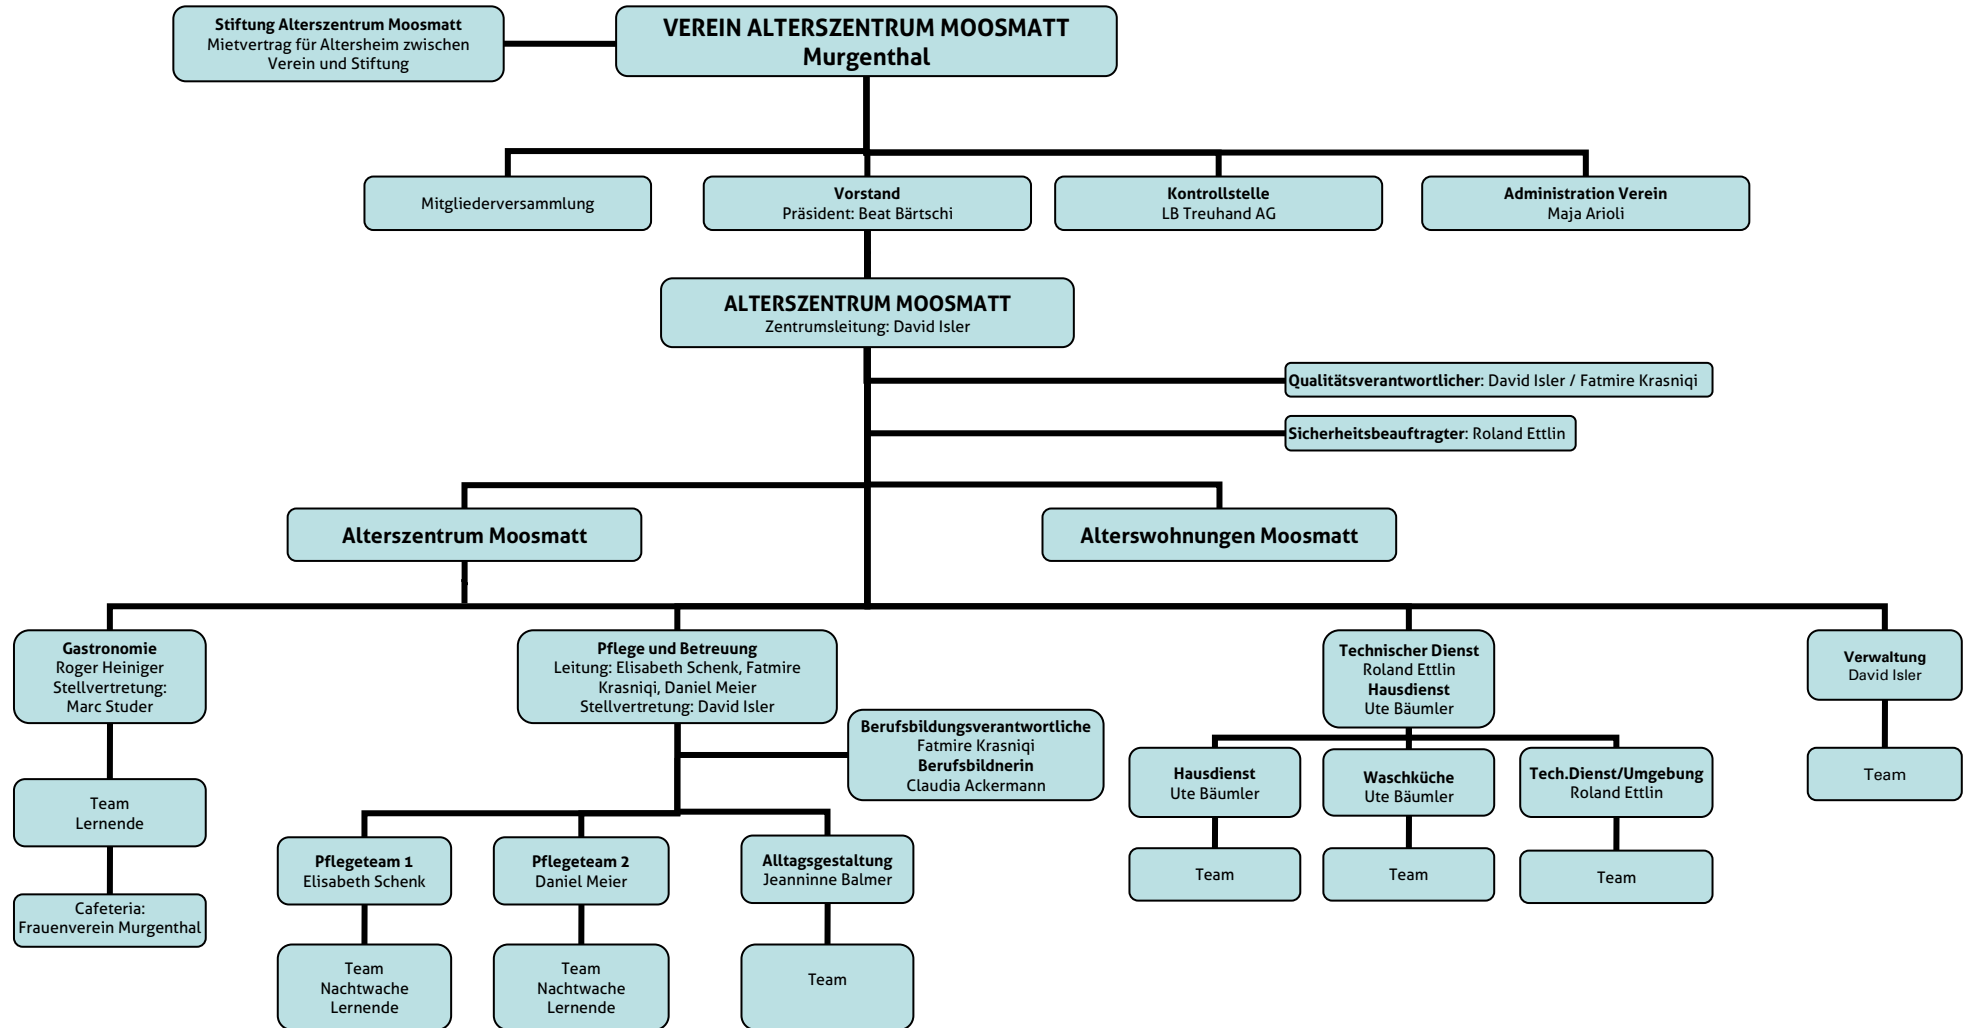 Stiftung Alterszentrum Moosmatt
Mietvertrag für Altersheim zwischen
Verein und Stiftung
VEREIN ALTERSZENTRUM MOOSMATT
Murgenthal
Mitgliederversammlung
Vorstand
Präsident: Beat Bärtschi
Kontrollstelle
LB Treuhand AG
Administration Verein
Maja Arioli
ALTERSZENTRUM MOOSMATT
Zentrumsleitung: David Isler
Qualitätsverantwortlicher: David Isler / Fatmire Krasniqi
Sicherheitsbeauftragter: Roland Ettlin
Alterszentrum Moosmatt
Alterswohnungen Moosmatt
Gastronomie
Roger Heiniger
Stellvertretung:
Marc Studer
Pflege und Betreuung
Leitung: Elisabeth Schenk, Fatmire
Krasniqi, Daniel Meier
Stellvertretung: David Isler
Technischer Dienst
Roland Ettlin
Hausdienst
Ute Bäumler
Verwaltung
David Isler
Berufsbildungsverantwortliche
Fatmire Krasniqi
Berufsbildnerin
Claudia Ackermann
Team
Lernende
Hausdienst
Ute Bäumler
Waschküche
Ute Bäumler
Tech.Dienst/Umgebung
Roland Ettlin
Team
Pflegeteam 1
Elisabeth Schenk
Pflegeteam 2
Daniel Meier
Alltagsgestaltung
Jeanninne Balmer
Team
Team
Team
Cafeteria:
Frauenverein Murgenthal
Team
Nachtwache
Lernende
Team
Nachtwache
Lernende
Team